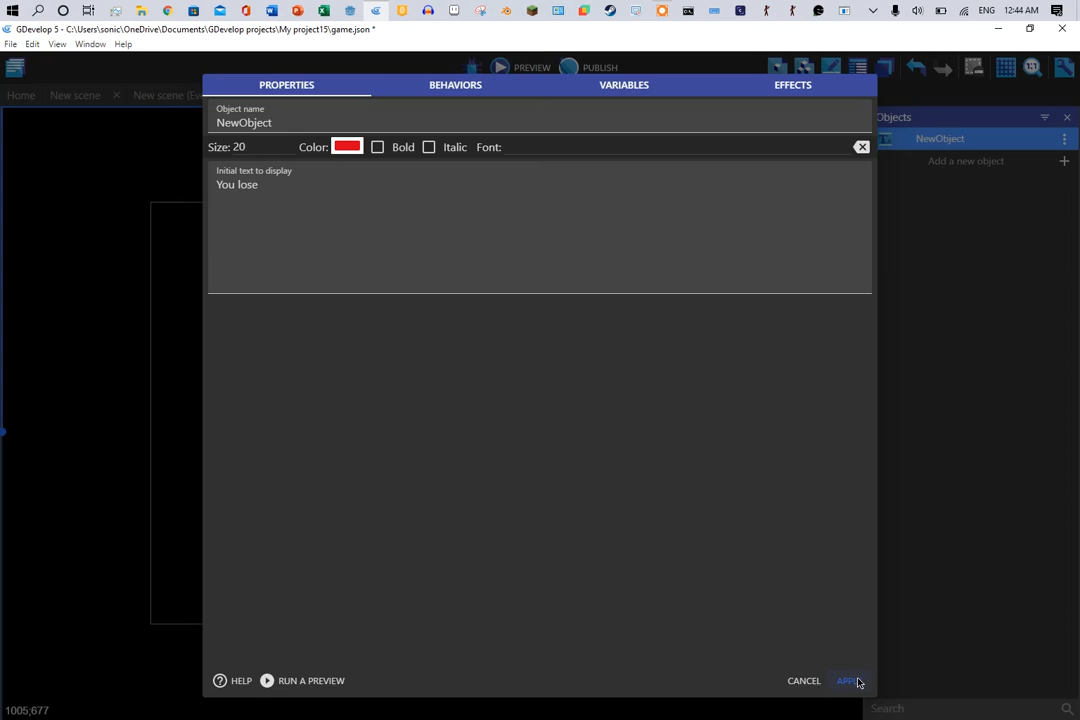 ENG 12:44 AM
GDevelop 5 - C:\Users\sonic\OneDrive\Documents\GDevelop projects\My project15\game.json *
File Edit View Window Help
PREVIEW PUBLISH
Home New scene New scene (Ev
PROPERTIES BEHAVIORS VARIABLES EFFECTS
Objects
Object name
NewObject
NewObject
Size: 20 Color: Bold Italic Font:
Add a new object
Initial text to display
You lose
HELP RUN A PREVIEW CANCEL APPLY
1005;677
Search